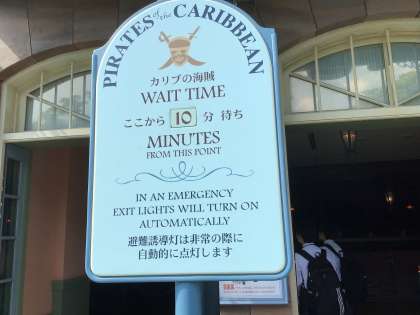 PIRATES of the CARIBBEAN
カリブの海賊
WAIT TIME
ここから 10 分 待ち
MINUTES
FROM THIS POINT
IN AN EMERGENCY
EXIT LIGHTS WILL TURN ON
AUTOMATICALLY
避難誘導灯は非常の際に
自動的に点灯します